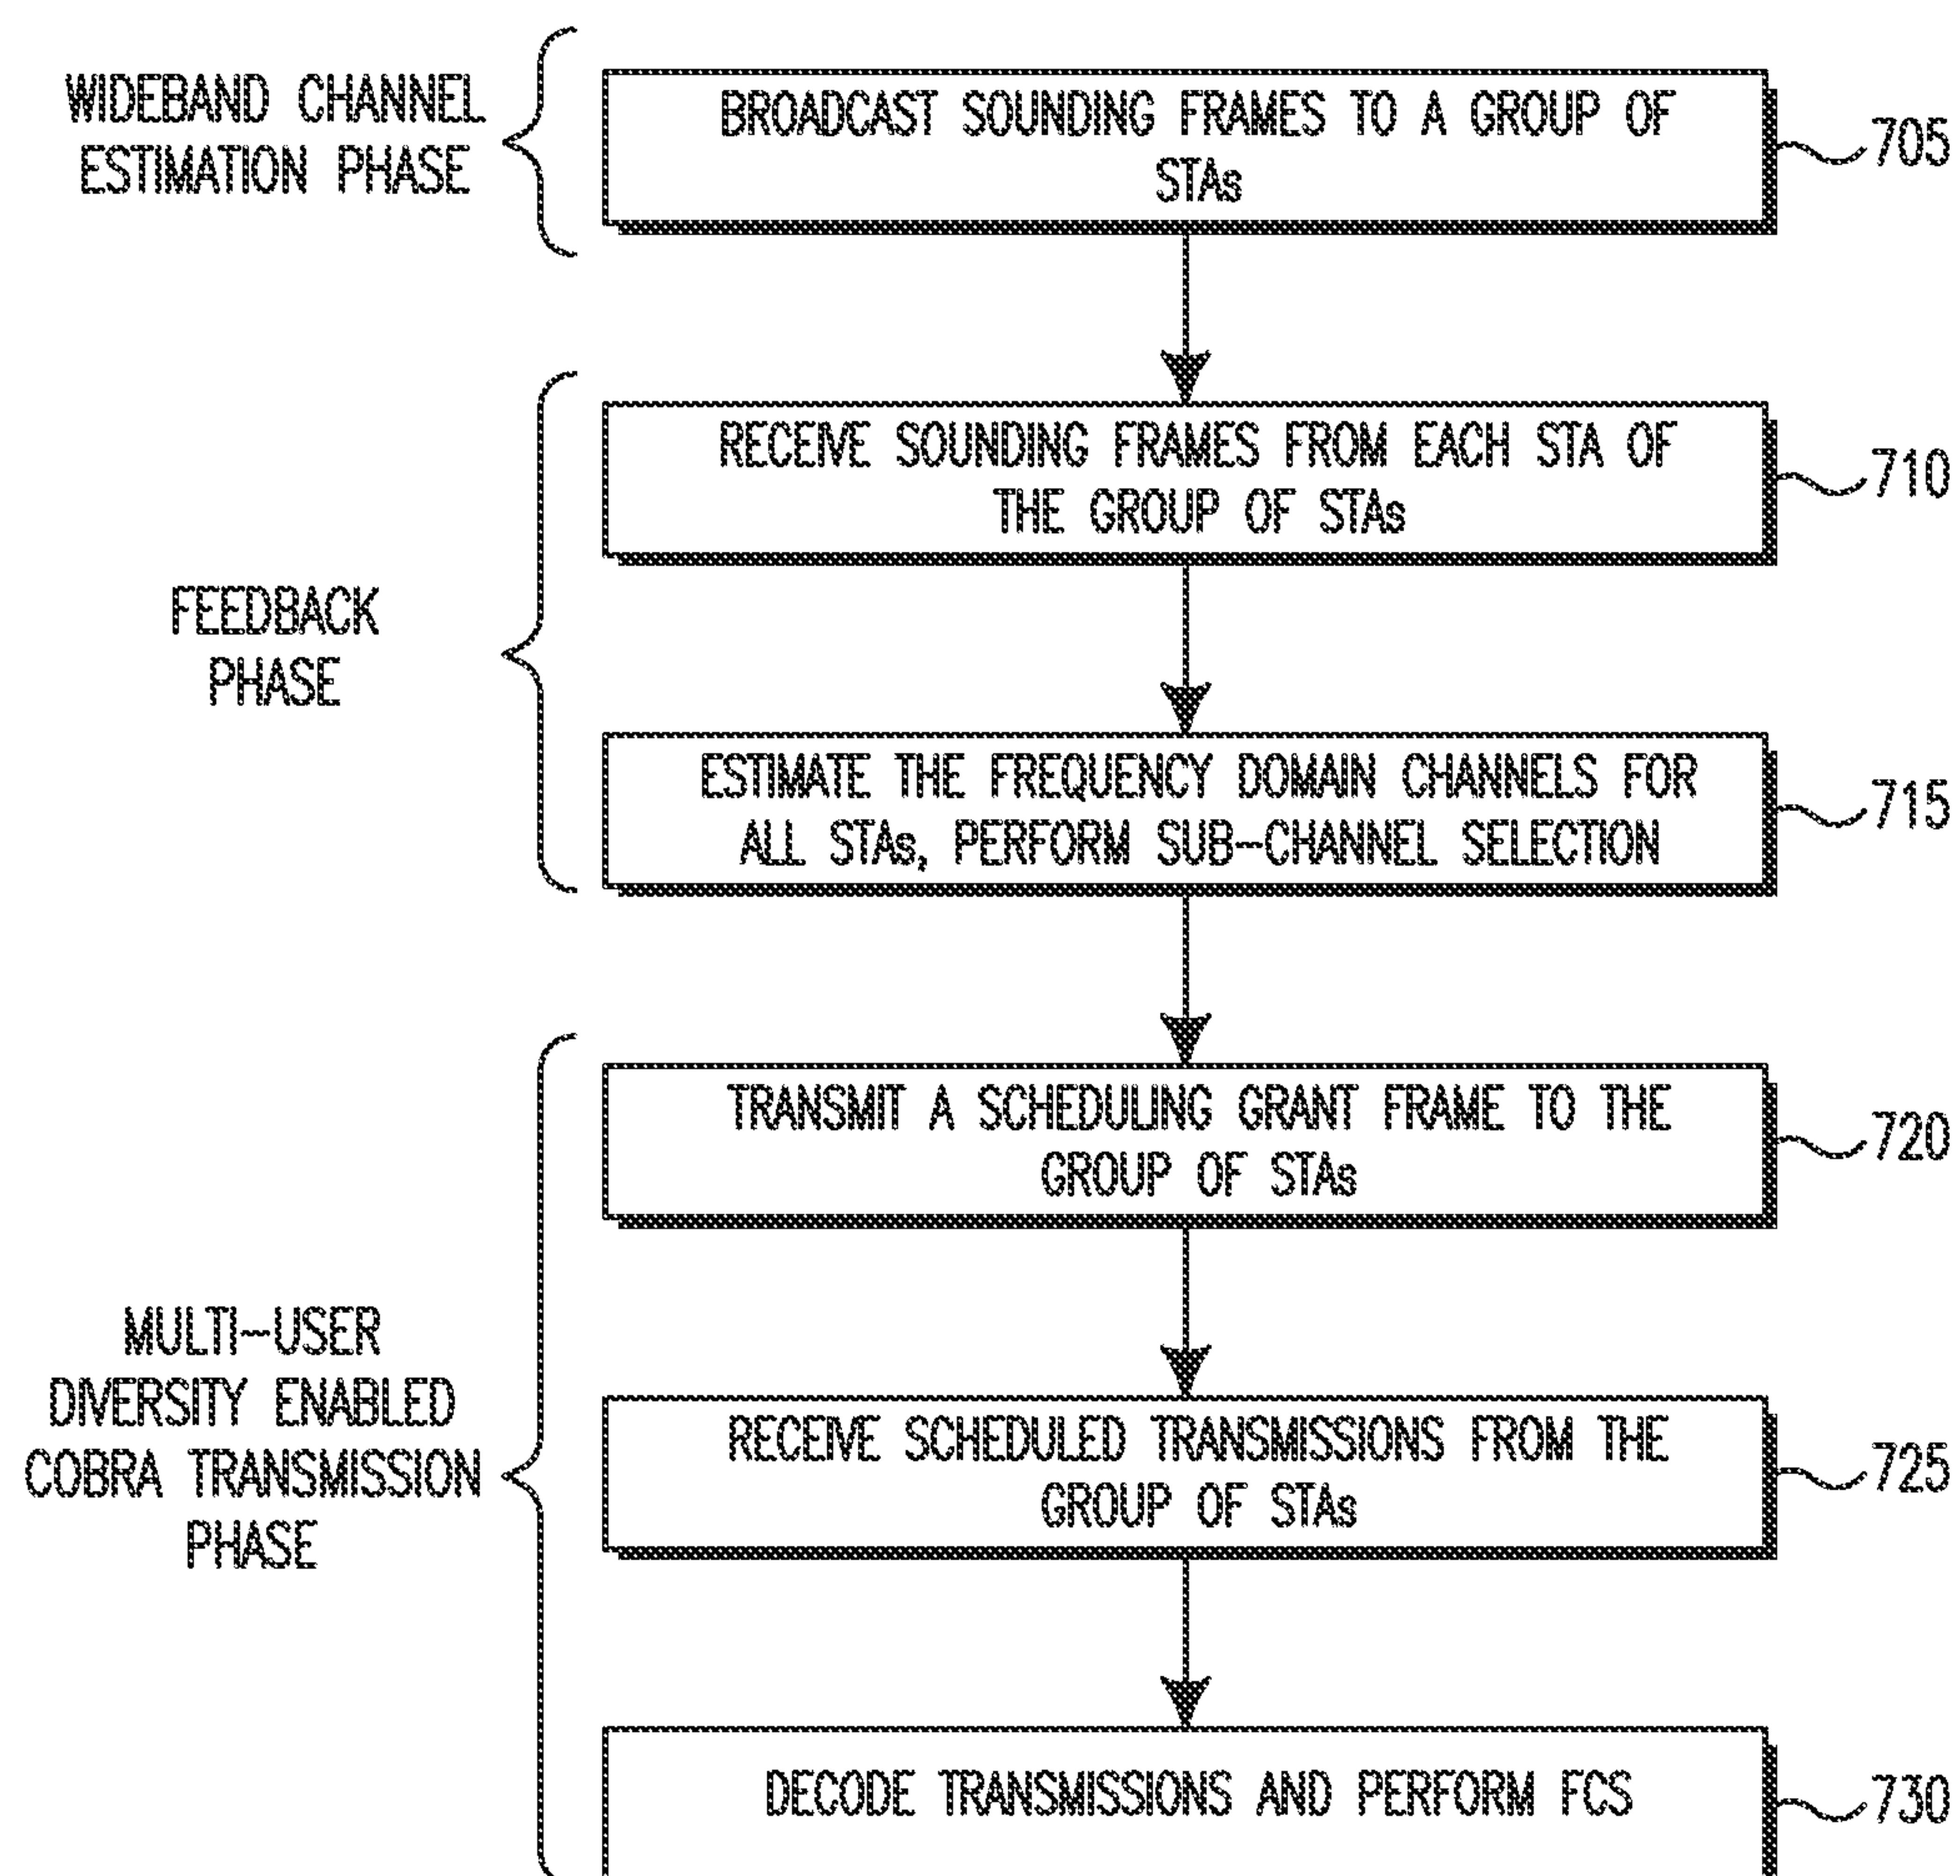 WIDEBAND CHANNEL
ESTIMATION PHASE
BROADCAST SOUNDING FRAMES TO A GROUP OF
STAs
705
RECEIVE SOUNDING FRAMES FROM EACH STA OF
THE GROUP OF STAs
710
FEEDBACK
PHASE
ESTIMATE THE FREQUENCY DOMAIN CHANNELS FOR
ALL STAs, PERFORM SUB-CHANNEL SELECTION
715
TRANSMIT A SCHEDULING GRANT FRAME TO THE
GROUP OF STAs
720
MULTI-USER
DIVERSITY ENABLED
COBRA TRANSMISSION
PHASE
RECEIVE SCHEDULED TRANSMISSIONS FROM THE
GROUP OF STAs
725
DECODE TRANSMISSIONS AND PERFORM FCS
730